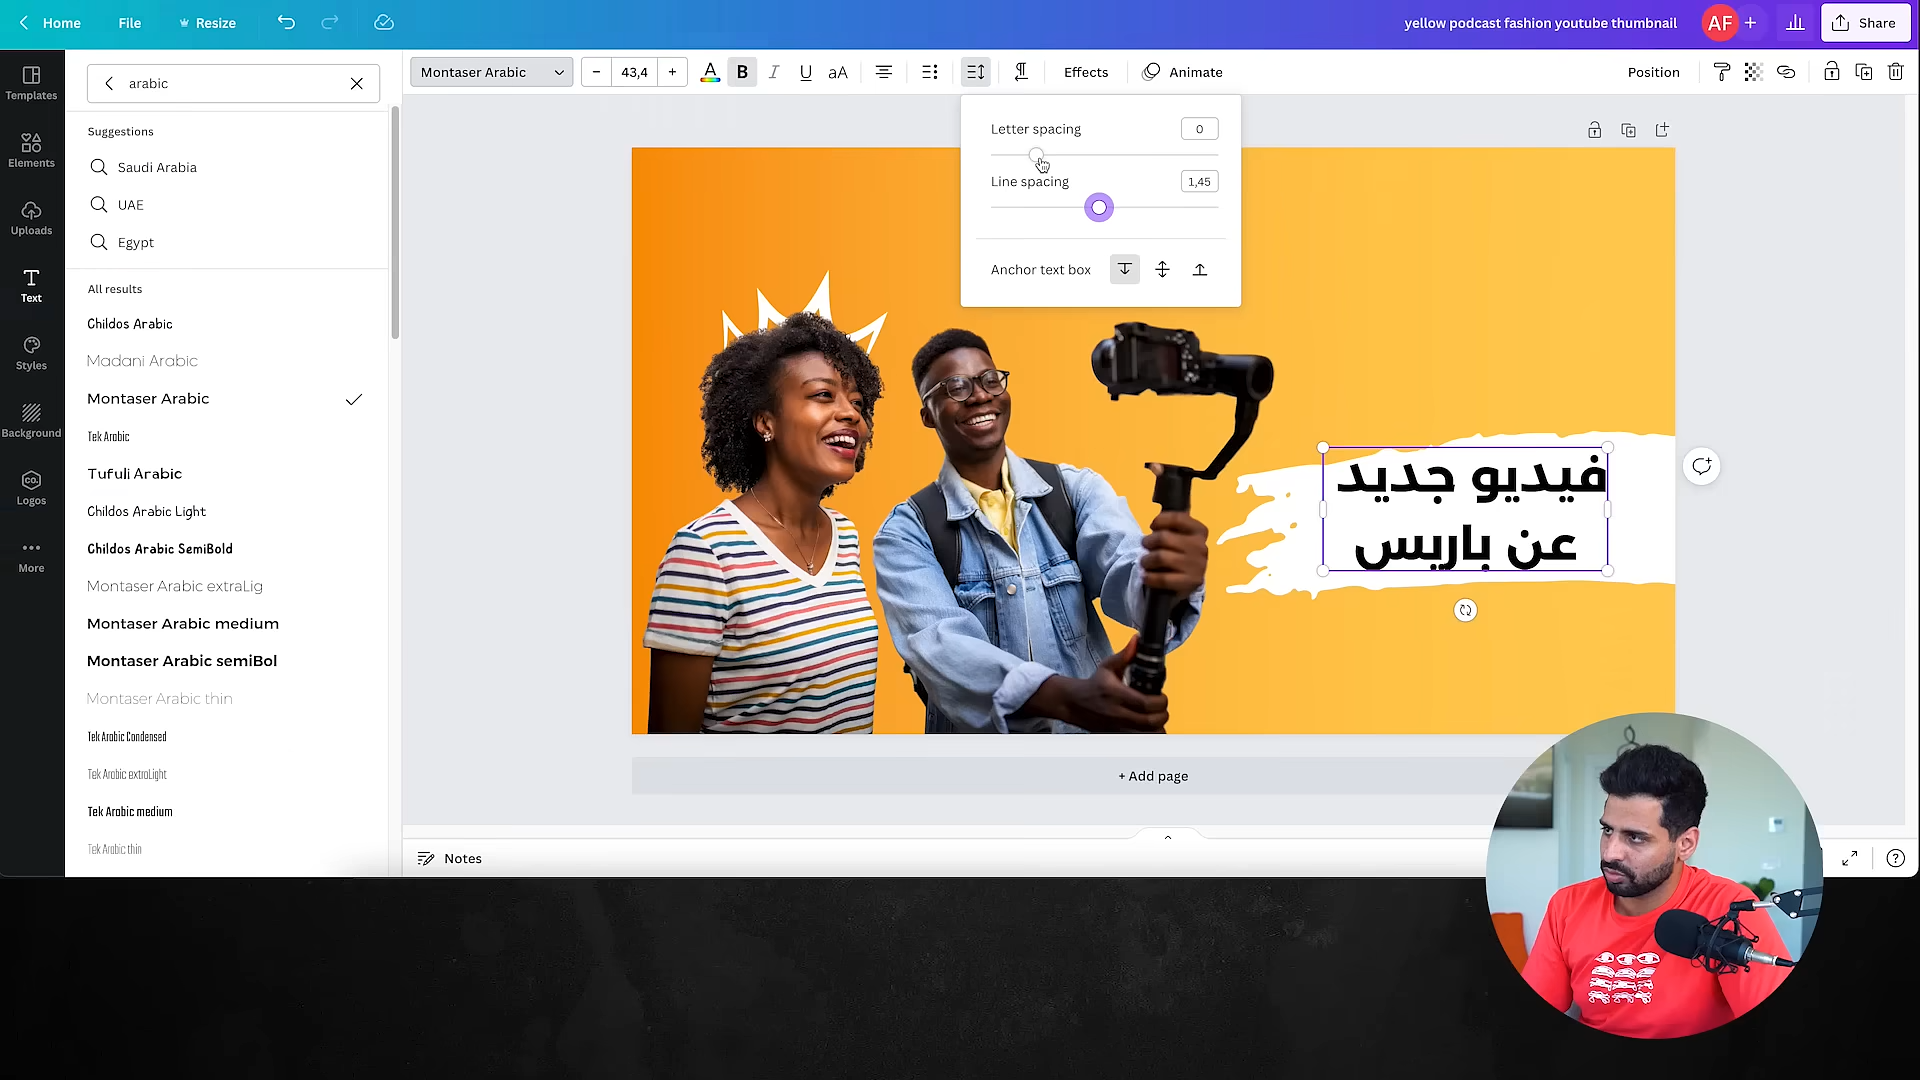 Home
File
Resize
yellow podcast fashion youtube thumbnail
AF
+
Share
Templates
Elements
Uploads
Text
Styles
Background
CO.
Logos
More
arabic
Suggestions
Saudi Arabia
UAE
Egypt
All results
Childos Arabic
Madani Arabic
Montaser Arabic
Tek Arabic
Tufuli Arabic
Childos Arabic Light
Childos Arabic SemiBold
Montaser Arabic extraLig
Montaser Arabic medium
Montaser Arabic semiBol
Montaser Arabic thin
Tek Arabic Condensed
Tek Arabic extraLight
Tek Arabic medium
Tek Arabic thin
Montaser Arabic
- 43,4 +
A B I U aA
Effects
Animate
Position
Letter spacing 0
Line spacing 1,45
Anchor text box
فيديو جديد
عن باريس
+ Add page
Notes